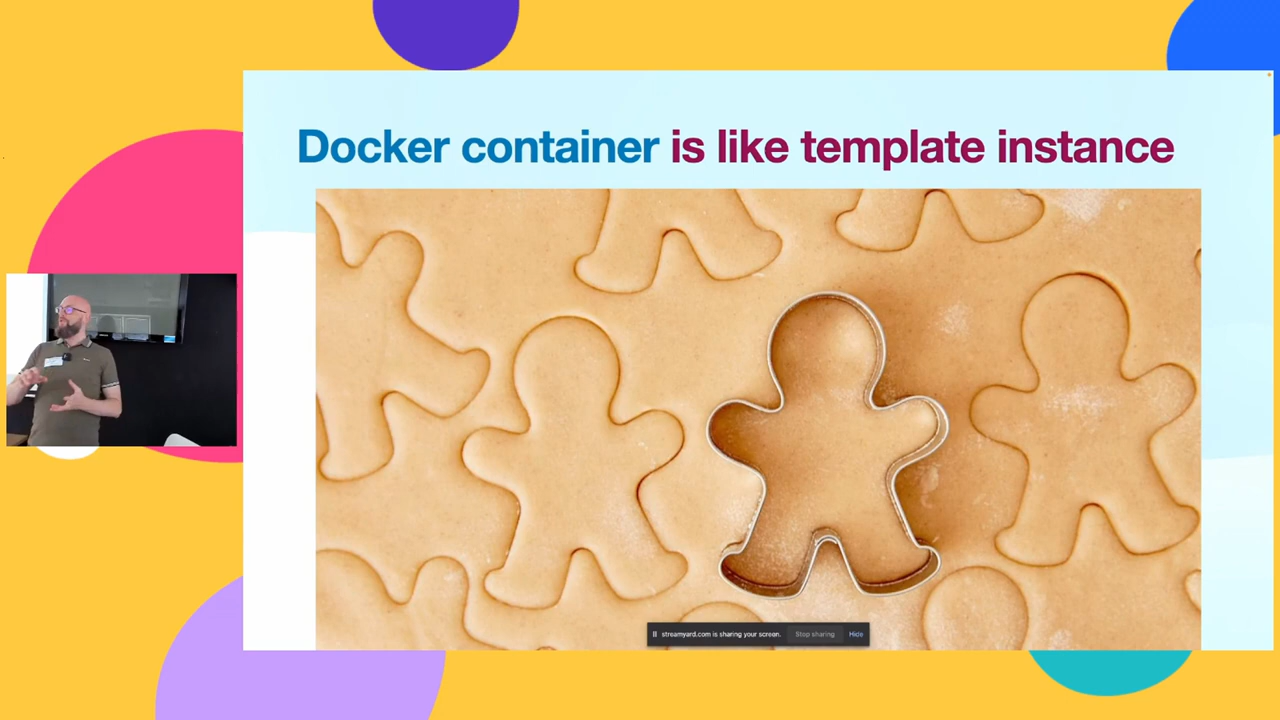 Docker container is like template instance
streamyard.com is sharing your screen. Stop sharing Hide